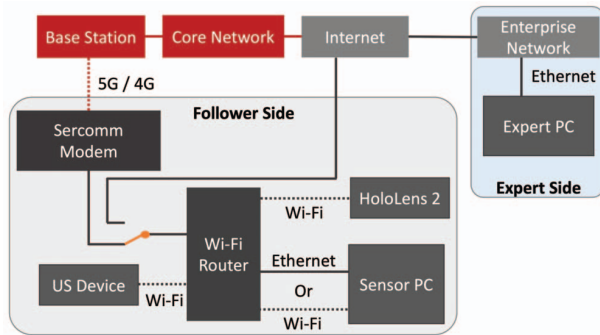 Base Station
Core Network
Internet
Enterprise
Network
5G / 4G
Ethernet
Follower Side
Sercomm
Modem
Expert PC
Expert Side
HoloLens 2
Wi-Fi
Wi-Fi
Router
Ethernet
US Device
Or
Sensor PC
Wi-Fi
Wi-Fi